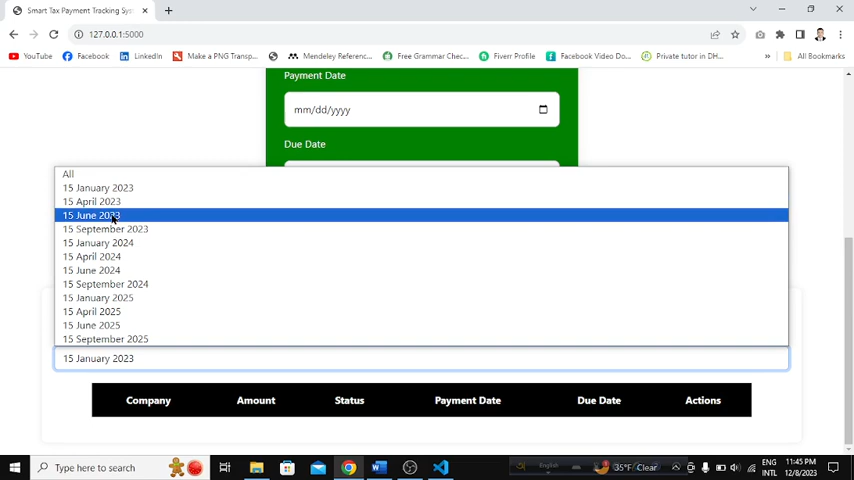 Smart Tax Payment Tracking Sys
127.0.0.1:5000
YouTube
Facebook
LinkedIn
Make a PNG Transp...
Mendeley Referenc...
Free Grammar Chec...
Fiverr Profile
Facebook Video Do...
Private tutor in DH...
»
All Bookmarks
Payment Date
mm/dd/yyyy
Due Date
All
15 January 2023
15 April 2023
15 June 2023
15 September 2023
15 January 2024
15 April 2024
15 June 2024
15 September 2024
15 January 2025
15 April 2025
15 June 2025
15 September 2025
15 January 2023
Company Amount Status Payment Date Due Date Actions
Type here to search
English
35°F Clear
ENG
INTL
11:45 PM
12/8/2023